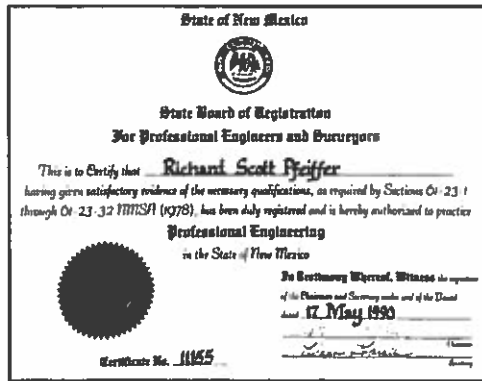 State of New Mexico
State Board of Registration
For Professional Engineers and Surveyors
This is to Certify that Richard Scott Pfeiffer
having given satisfactory evidence of the necessary qualifications, as required by Sections 61-23-1
through 61-23-32 NMSA (1978), has been duly registered and is hereby authorized to practice
Professional Engineering
in the State of New Mexico
In Testimony Whereof, Witness the signature
of the Chairman and Secretary under seal of the Board
dated 17 May 1990
Chairman
Secretary
Certificate No. 11155